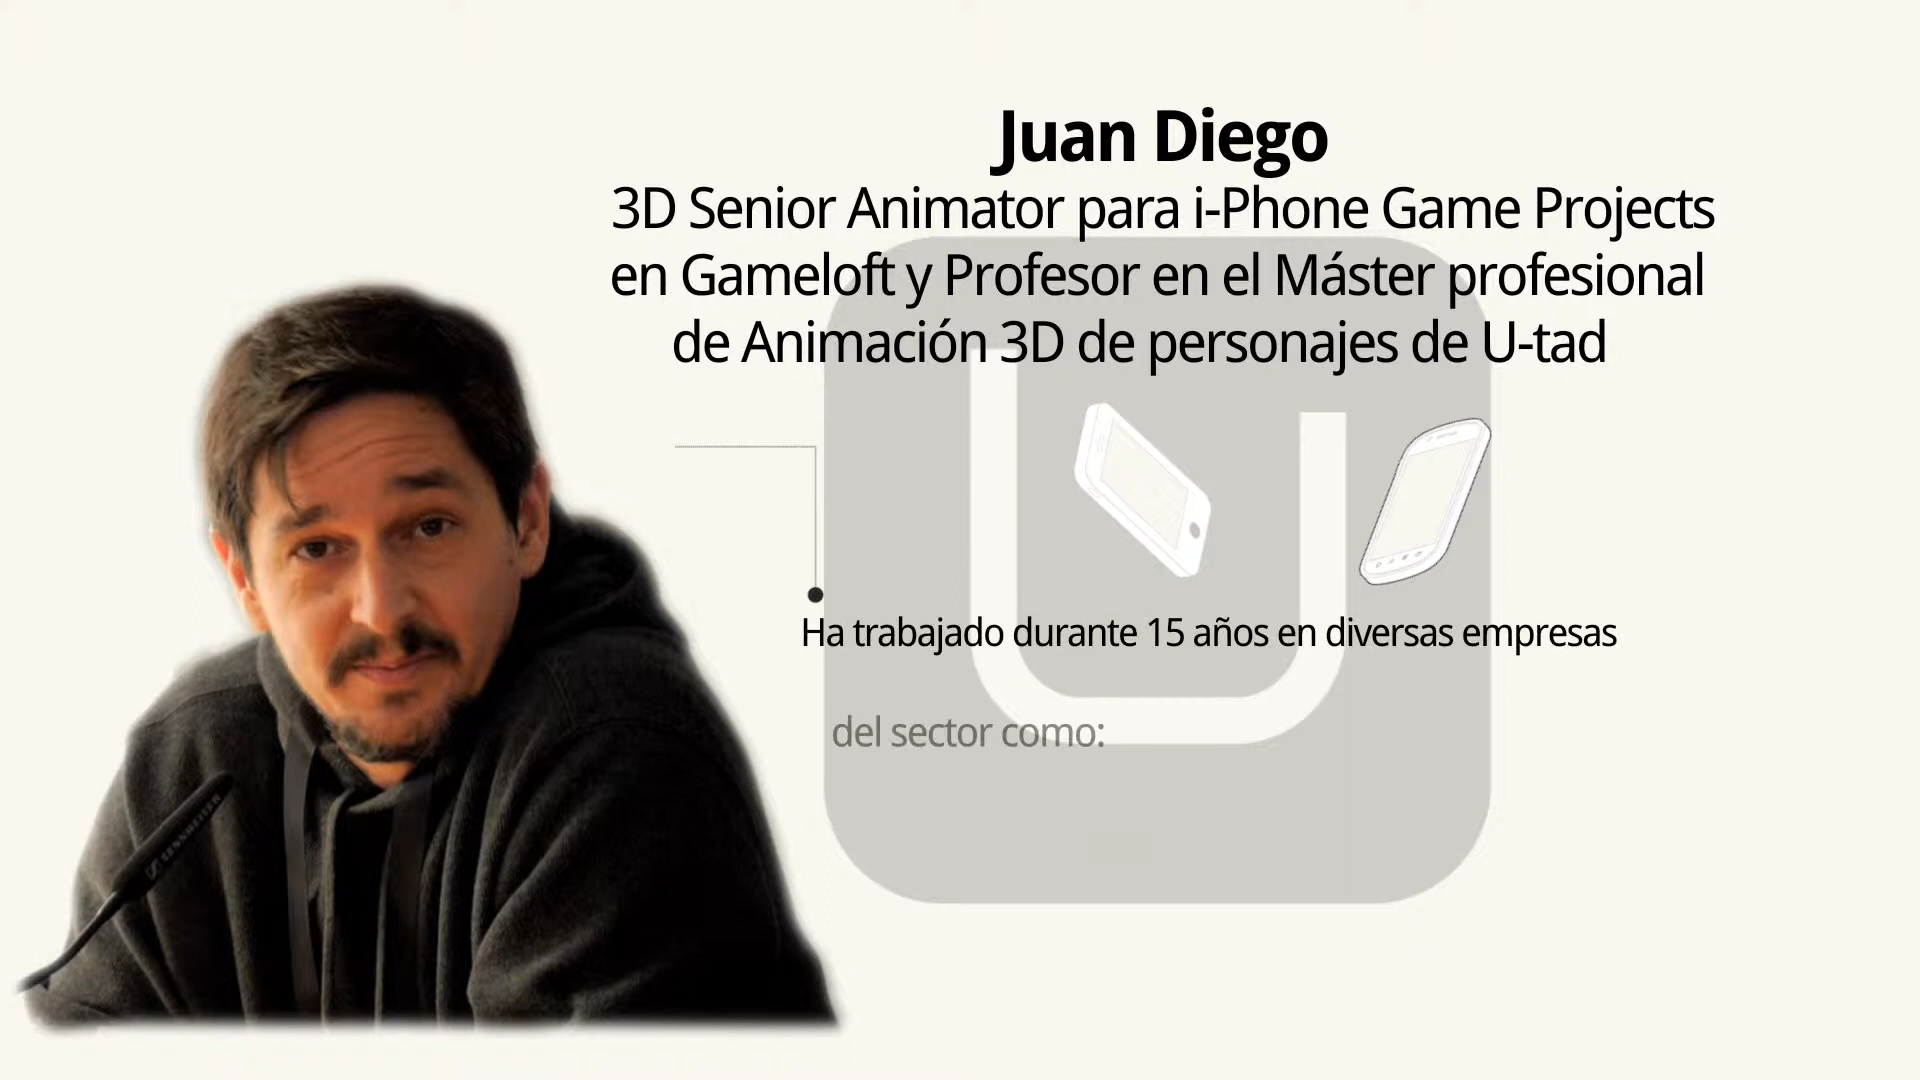 Juan Diego
3D Senior Animator para i-Phone Game Projects
en Gameloft y Profesor en el Máster profesional
de Animación 3D de personajes de U-tad
Ha trabajado durante 15 años en diversas empresas
del sector como:
SENNHEISER